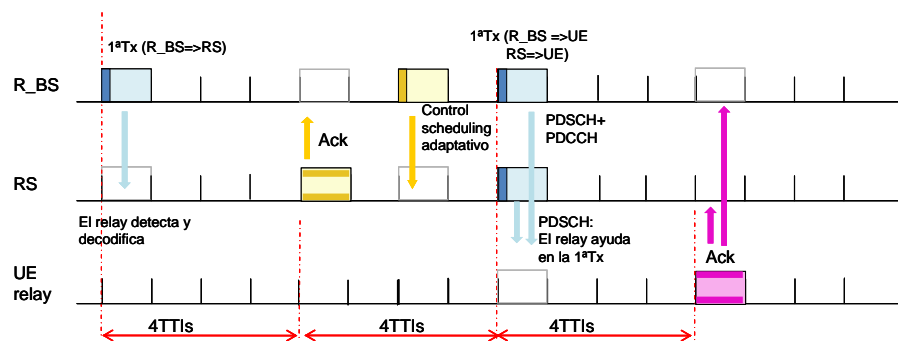 1ªTx (R_BS=>RS)
1ªTx (R_BS =>UE
RS=>UE)
R_BS
Control
scheduling
adaptativo
PDSCH+
PDCCH
Ack
RS
El relay detecta y
decodifica
PDSCH:
El relay ayuda
en la 1ªTx
Ack
UE
relay
4TTIs
4TTIs
4TTIs